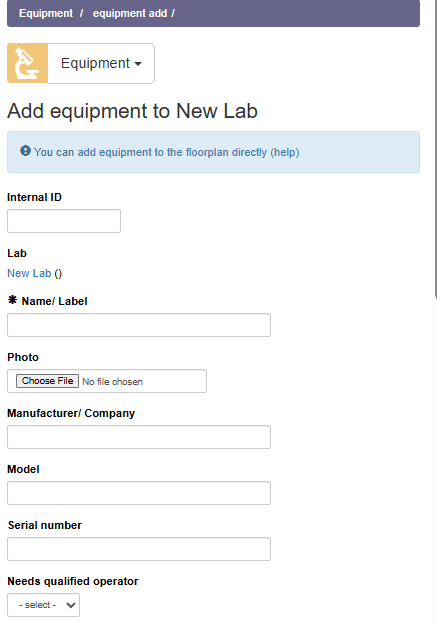 Equipment / equipment add /
Equipment
Add equipment to New Lab
You can add equipment to the floorplan directly (help)
Internal ID
Lab
New Lab ()
✱ Name/ Label
Photo
Choose File No file chosen
Manufacturer/ Company
Model
Serial number
Needs qualified operator
- select -